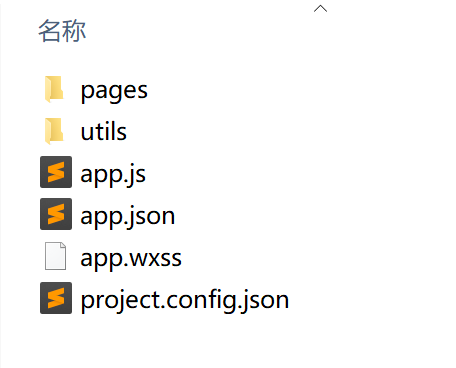 名称
pages
utils
app.js
app.json
app.wxss
project.config.json